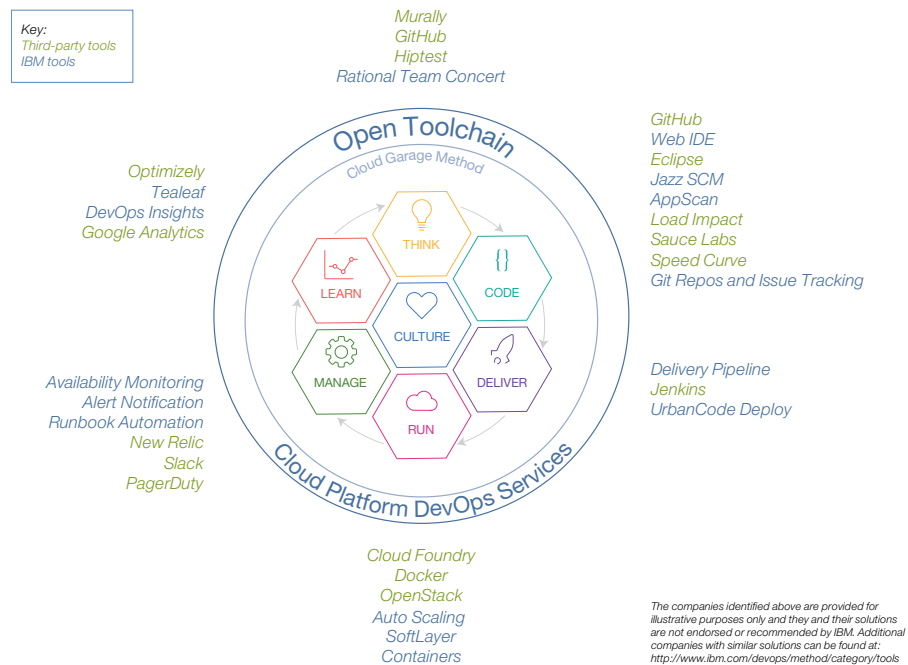 Key:
Third-party tools
IBM tools
Murally
GitHub
Hiptest
Rational Team Concert
Open Toolchain
Cloud Garage Method
Optimizely
Tealeaf
DevOps Insights
Google Analytics
GitHub
Web IDE
Eclipse
Jazz SCM
AppScan
Load Impact
Sauce Labs
Speed Curve
Git Repos and Issue Tracking
THINK
LEARN
{}
CODE
CULTURE
MANAGE
DELIVER
RUN
Availability Monitoring
Alert Notification
Runbook Automation
New Relic
Slack
PagerDuty
Delivery Pipeline
Jenkins
UrbanCode Deploy
Cloud Platform DevOps Services
Cloud Foundry
Docker
OpenStack
Auto Scaling
SoftLayer
Containers
The companies identified above are provided for
illustrative purposes only and they and their solutions
are not endorsed or recommended by IBM. Additional
companies with similar solutions can be found at:
http://www.ibm.com/devops/method/category/tools